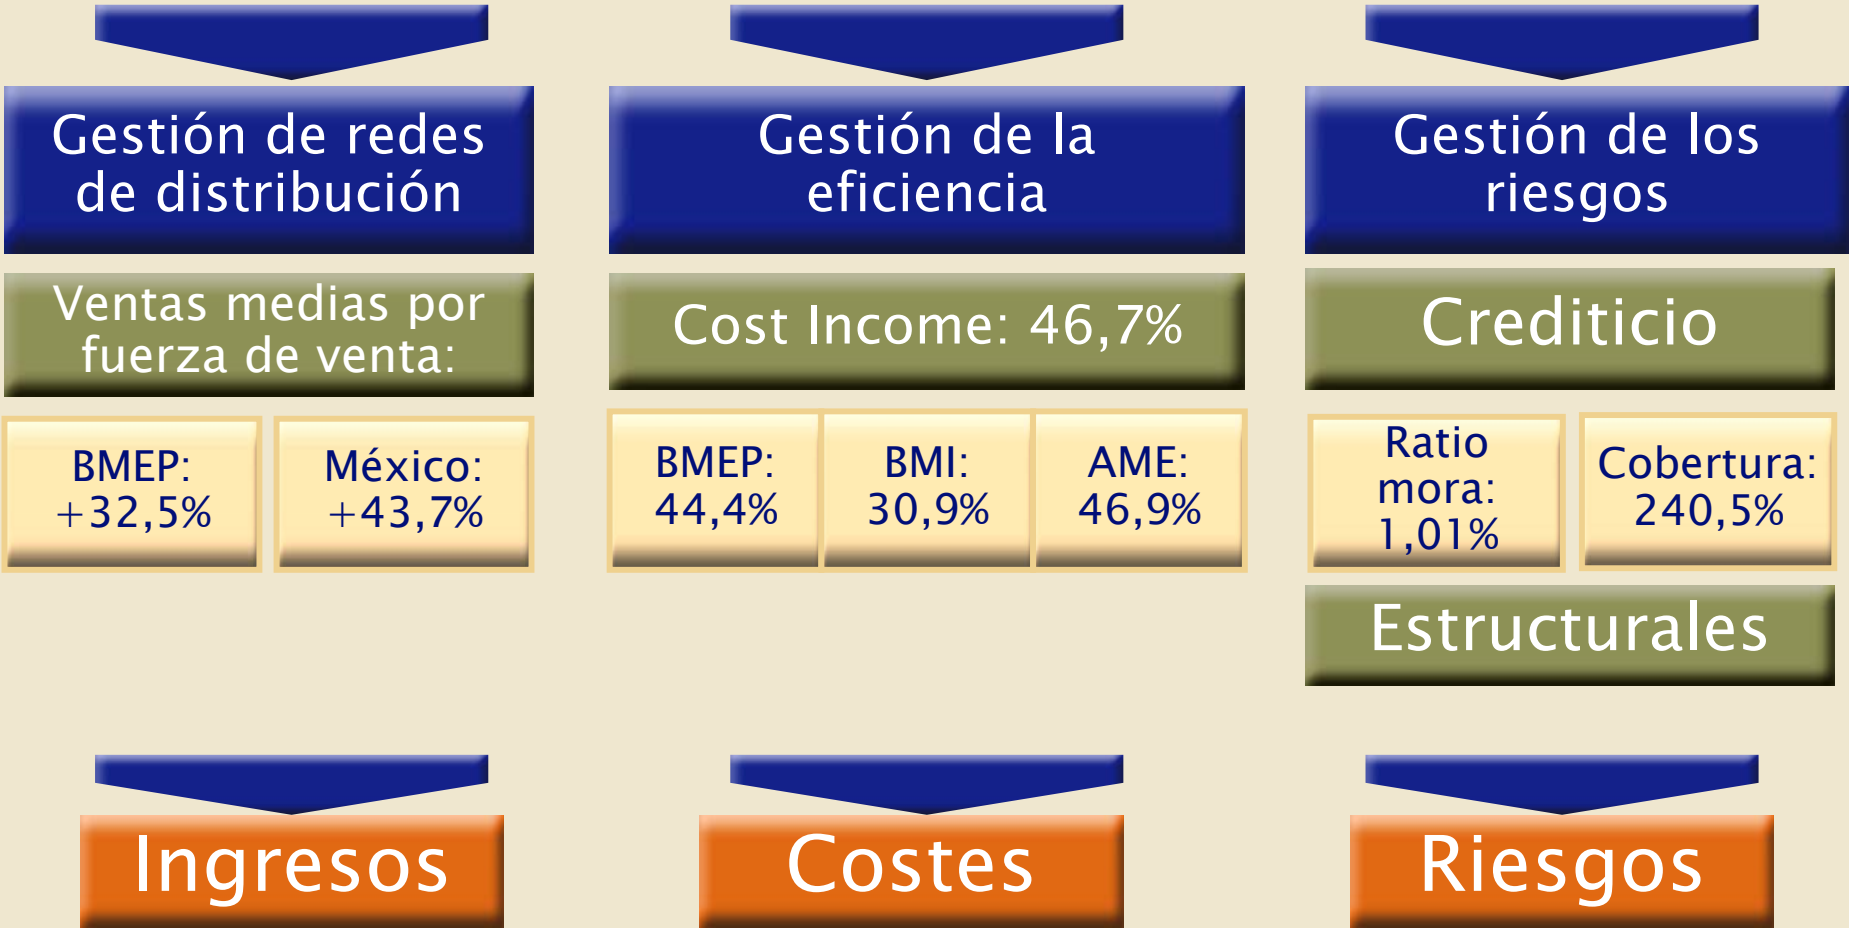 Gestión de redes
de distribución
Ventas medias por
fuerza de venta:
BMEP:
+32,5%
México:
+43,7%
Ingresos
Gestión de la
eficiencia
Cost Income: 46,7%
BMEP:
44,4%
BMI:
30,9%
AME:
46,9%
Costes
Gestión de los
riesgos
Crediticio
Ratio
mora:
1,01%
Cobertura:
240,5%
Estructurales
Riesgos